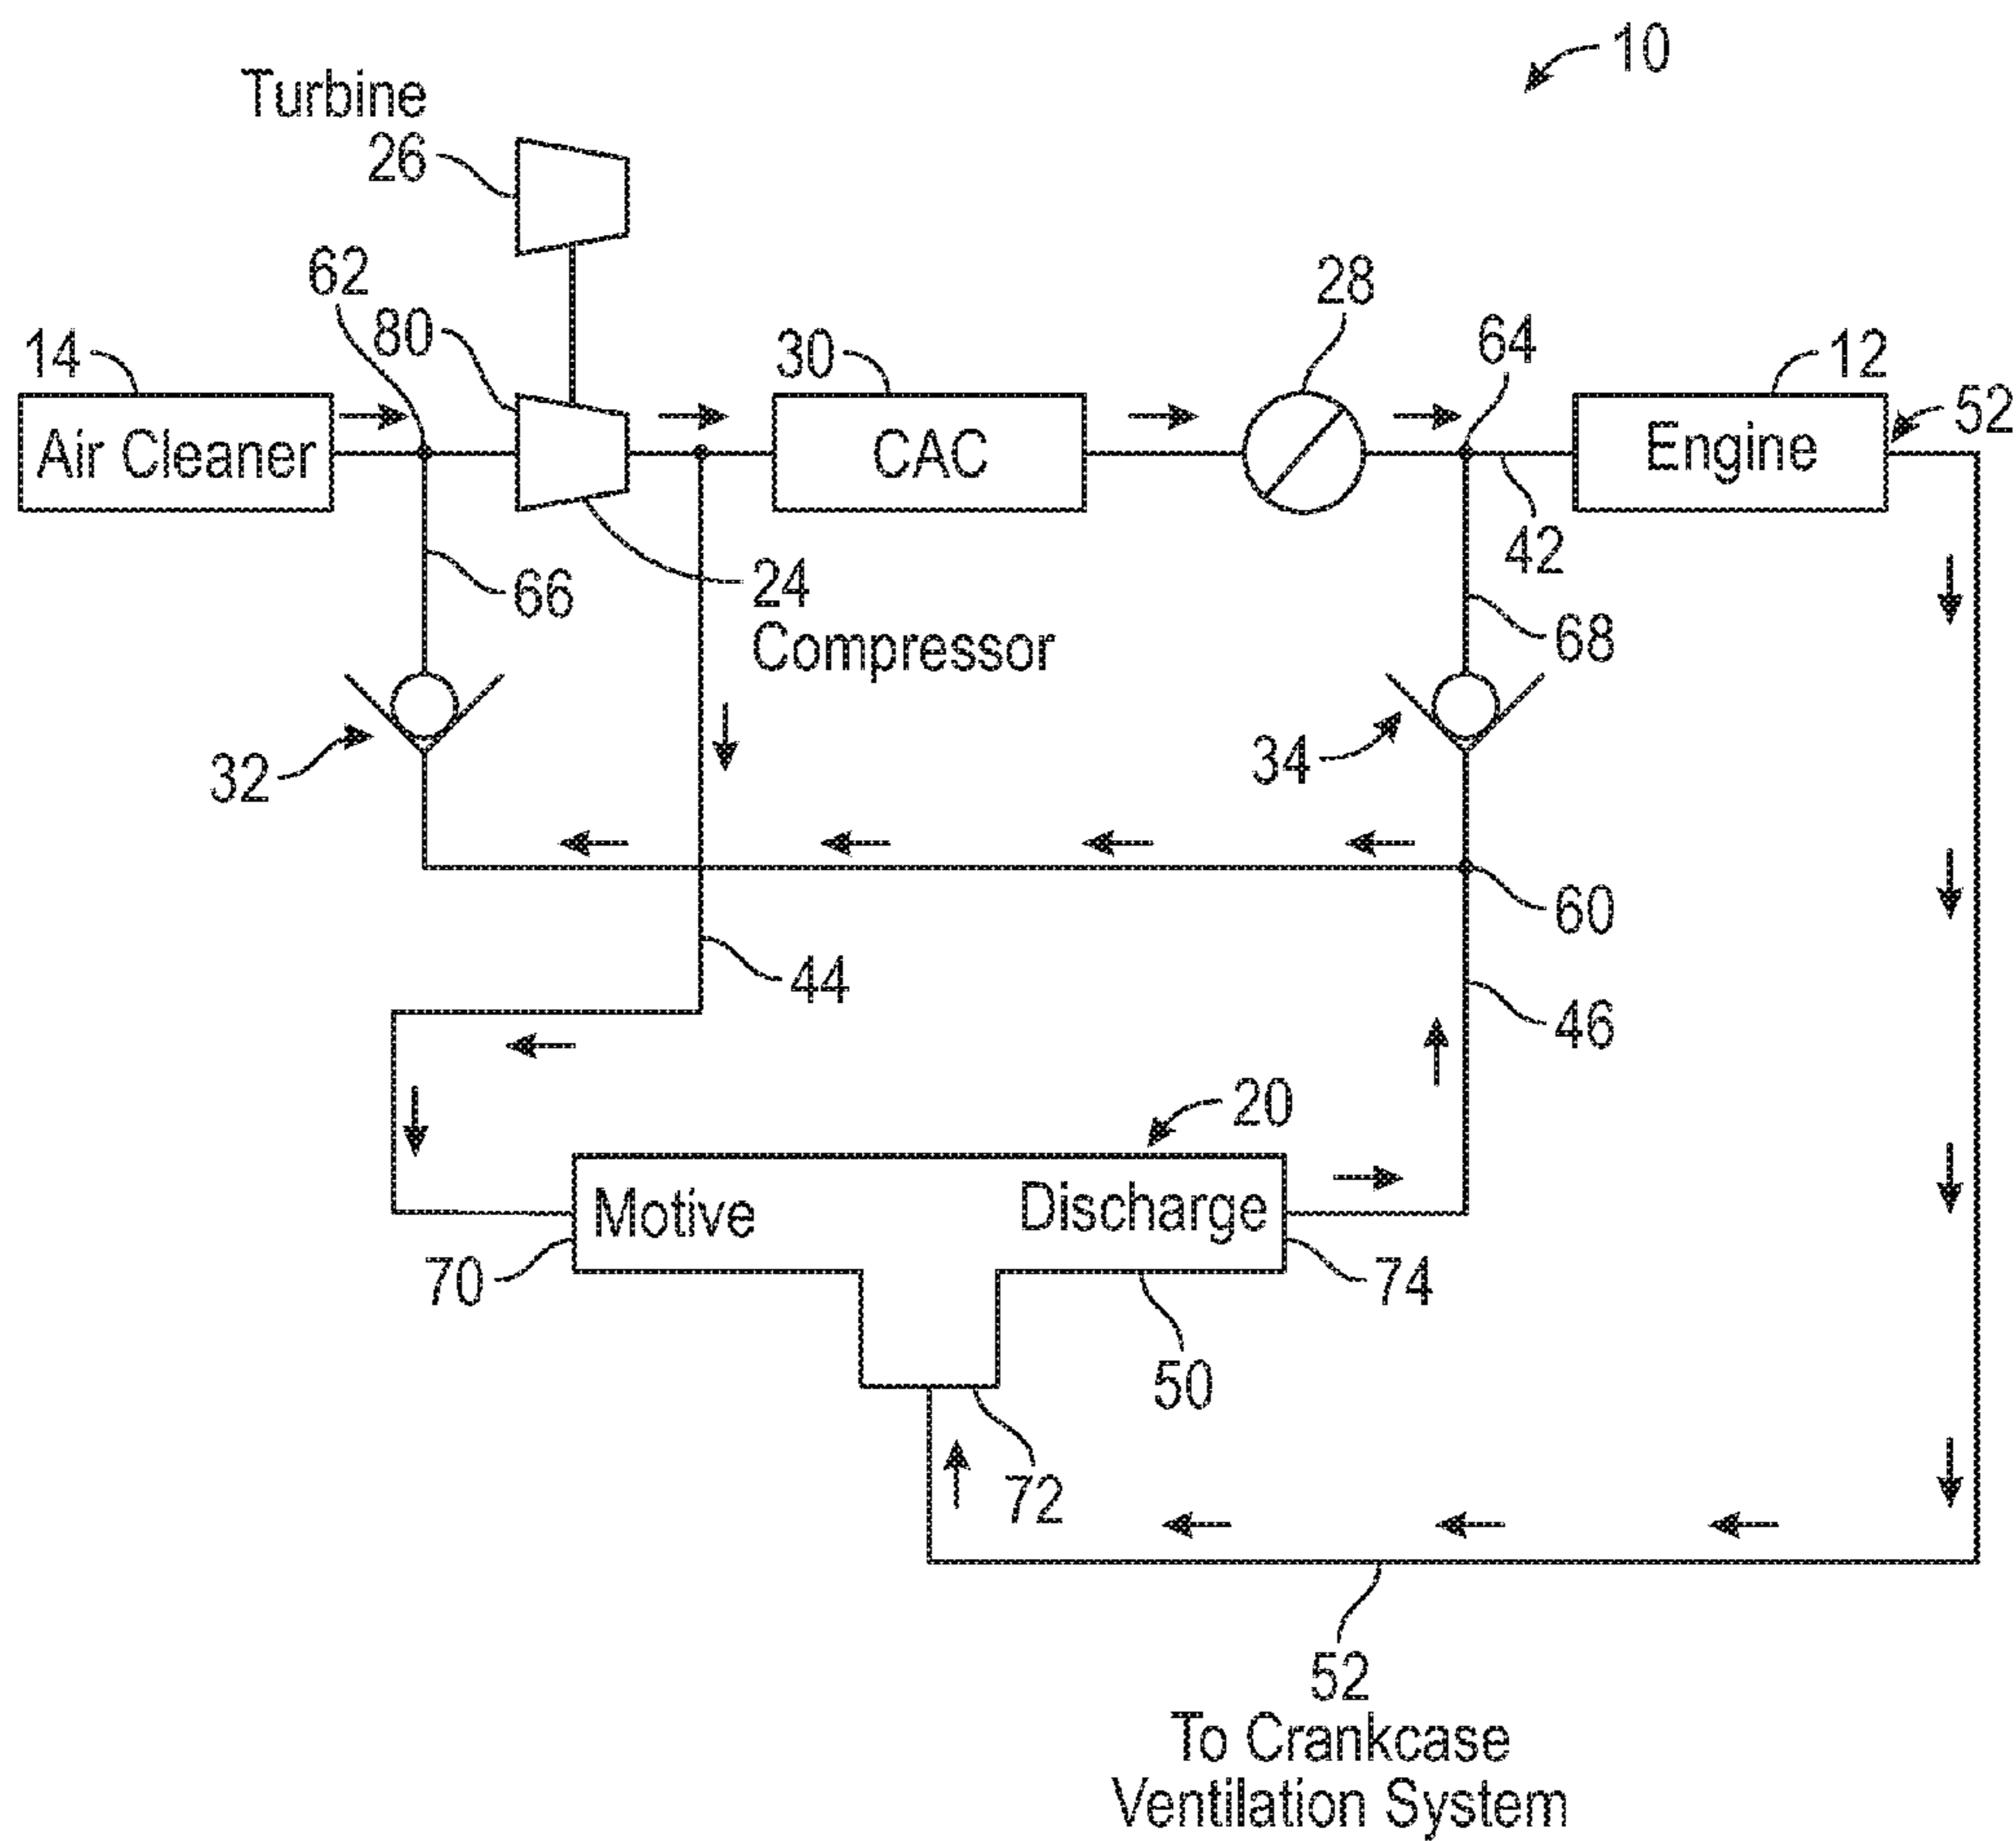 10
Turbine
26
62
80
28
14
30
64
12
52
Air Cleaner
CAC
Engine
42
66
24
Compressor
68
32
34
60
44
46
20
Motive
Discharge
70
74
50
72
52
To Crankcase
Ventilation System